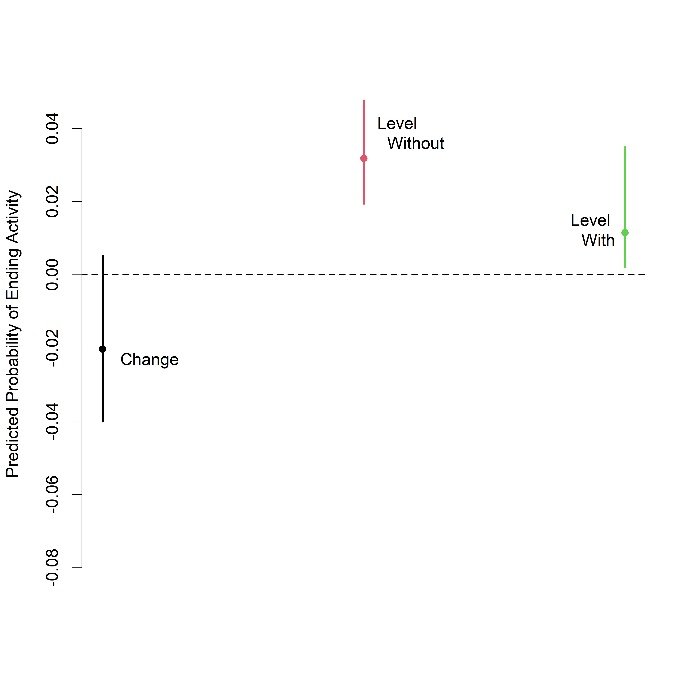 Predicted Probability of Ending Activity
0.04
0.02
0.00
-0.02
-0.04
-0.06
-0.08
Level
Without
Level
With
Change